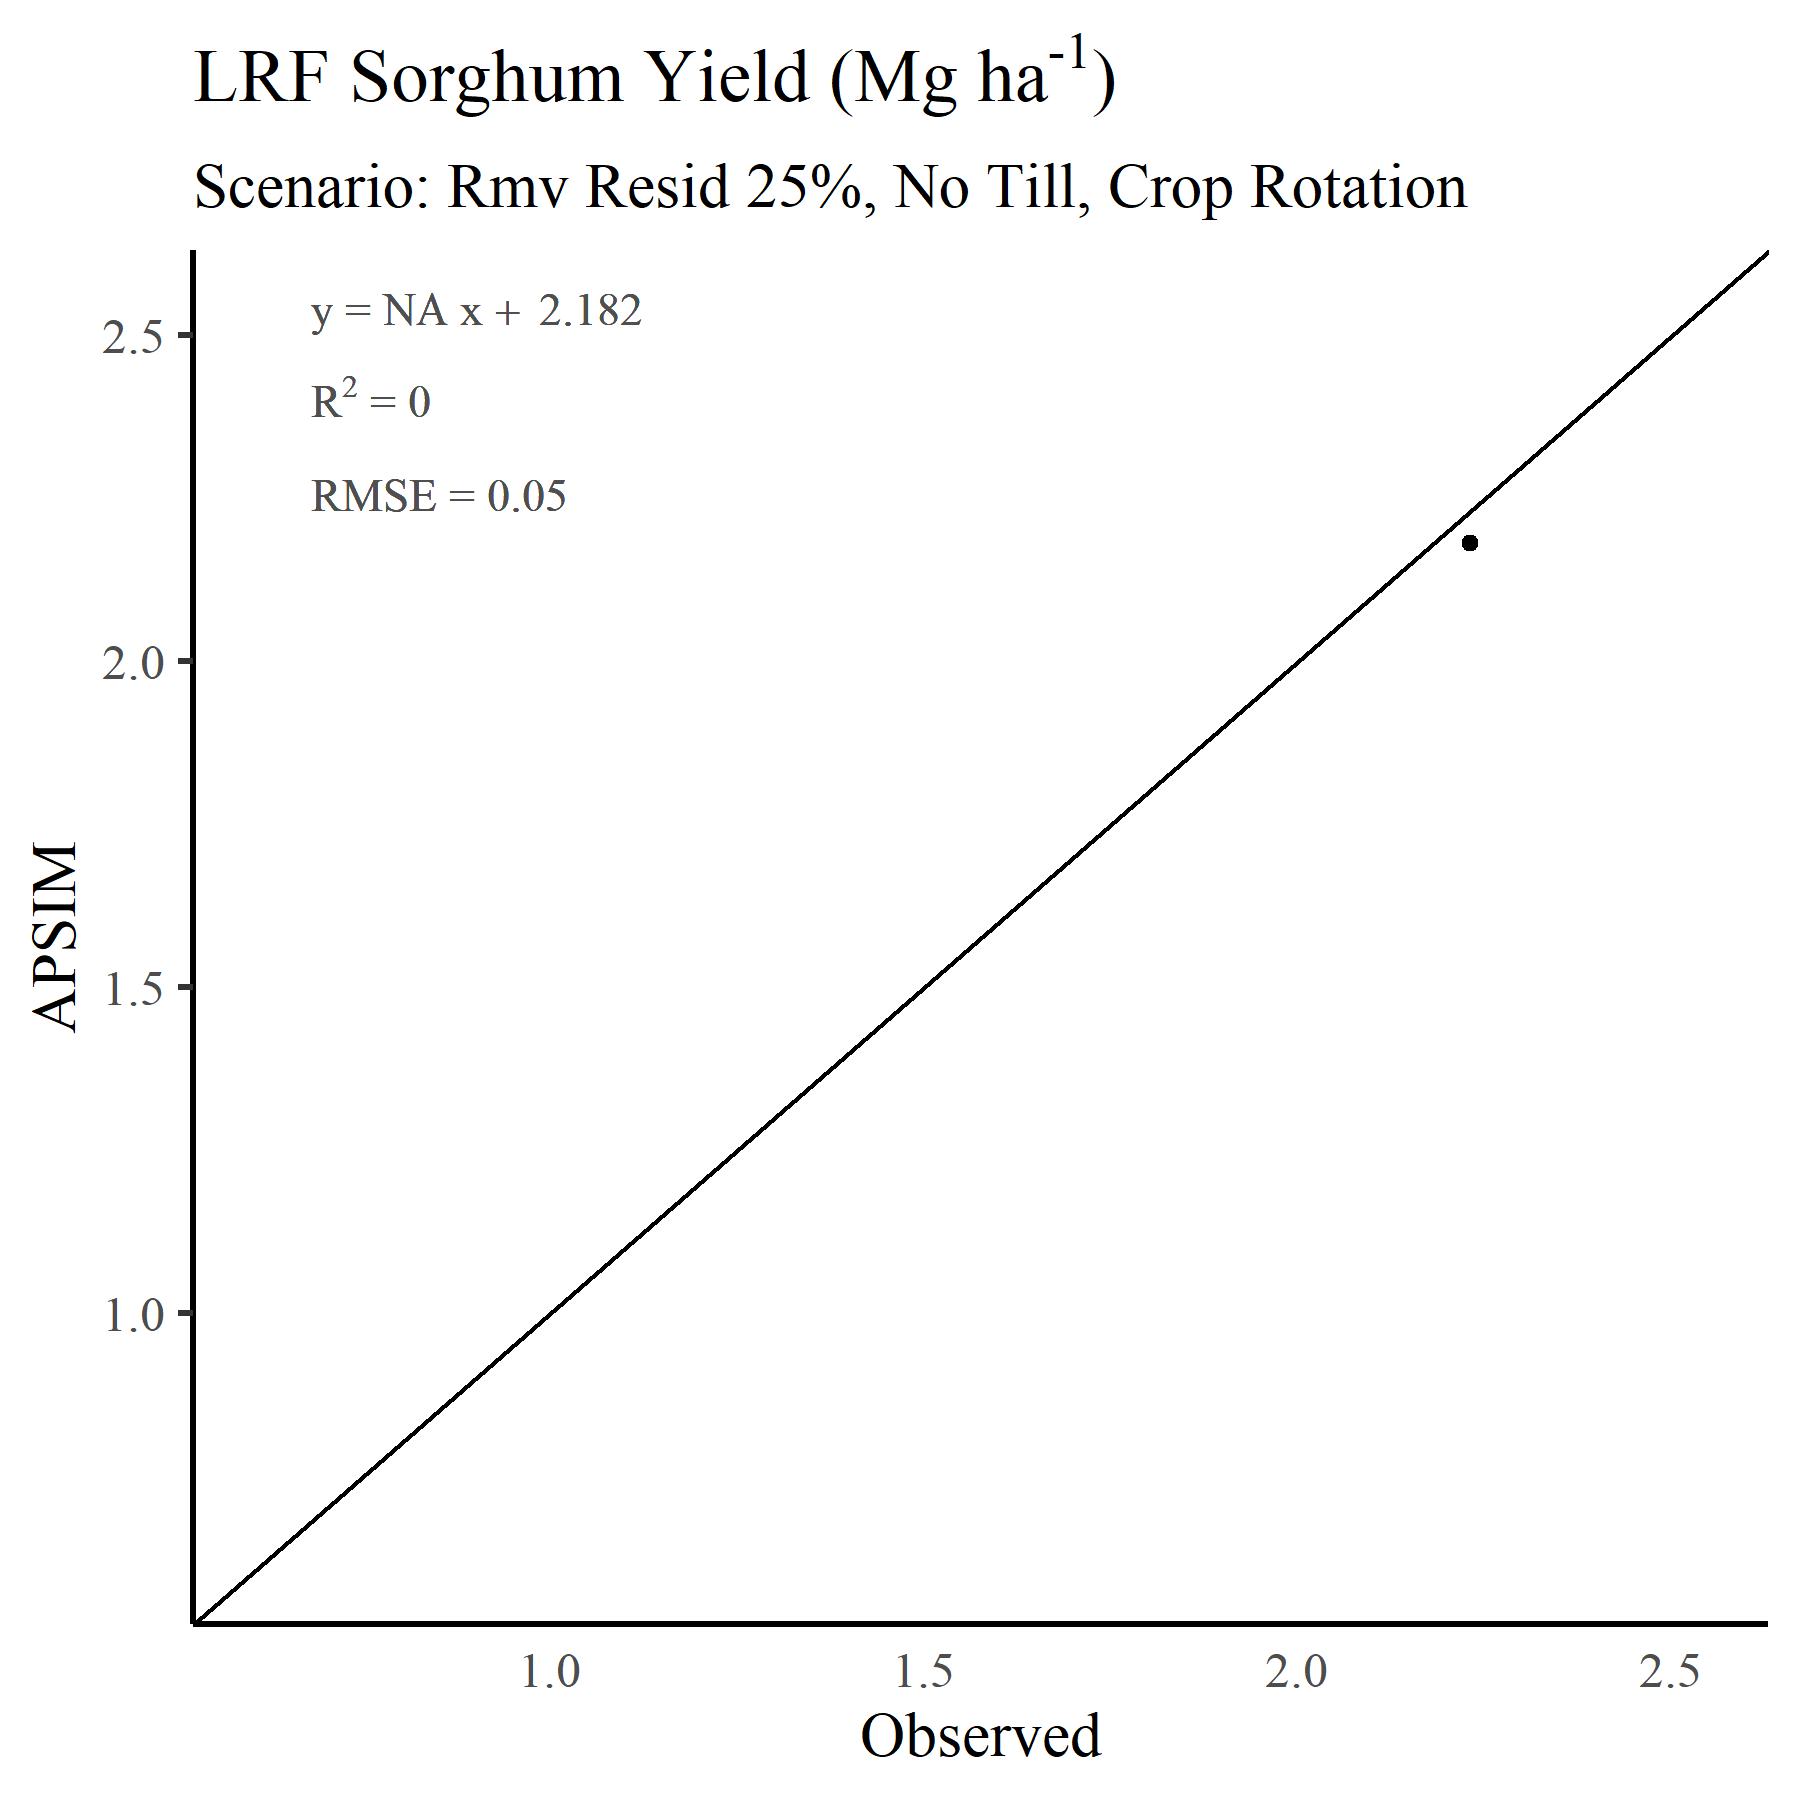 LRF Sorghum Yield (Mg ha-1)
Scenario: Rmv Resid 25%, No Till, Crop Rotation
y = NA x + 2.182
R2 = 0
RMSE = 0.05
2.5
2.0
1.5
1.0
APSIM
1.0 1.5 2.0 2.5
Observed